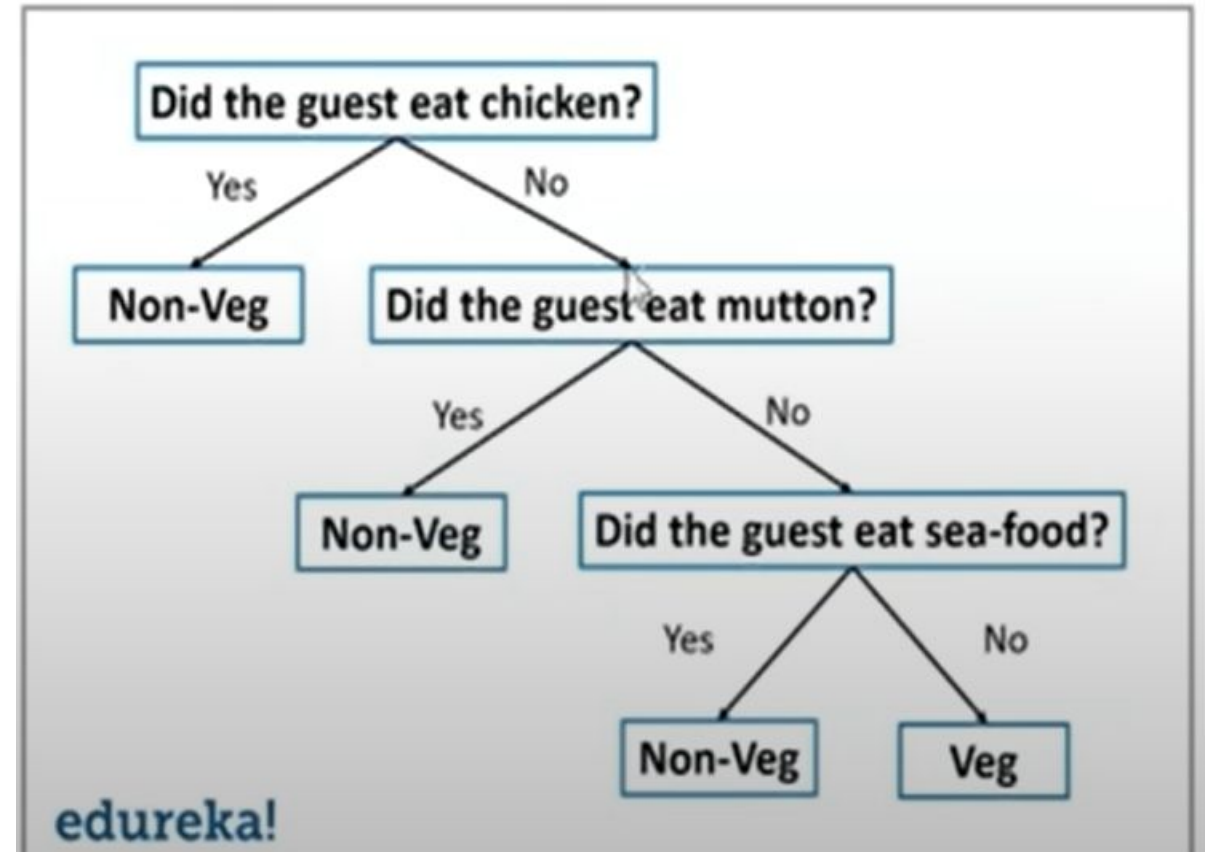 Did the guest eat chicken?
Yes
No
Non-Veg
Did the guest eat mutton?
Yes
No
Non-Veg
Did the guest eat sea-food?
Yes
No
Non-Veg
Veg
edureka!